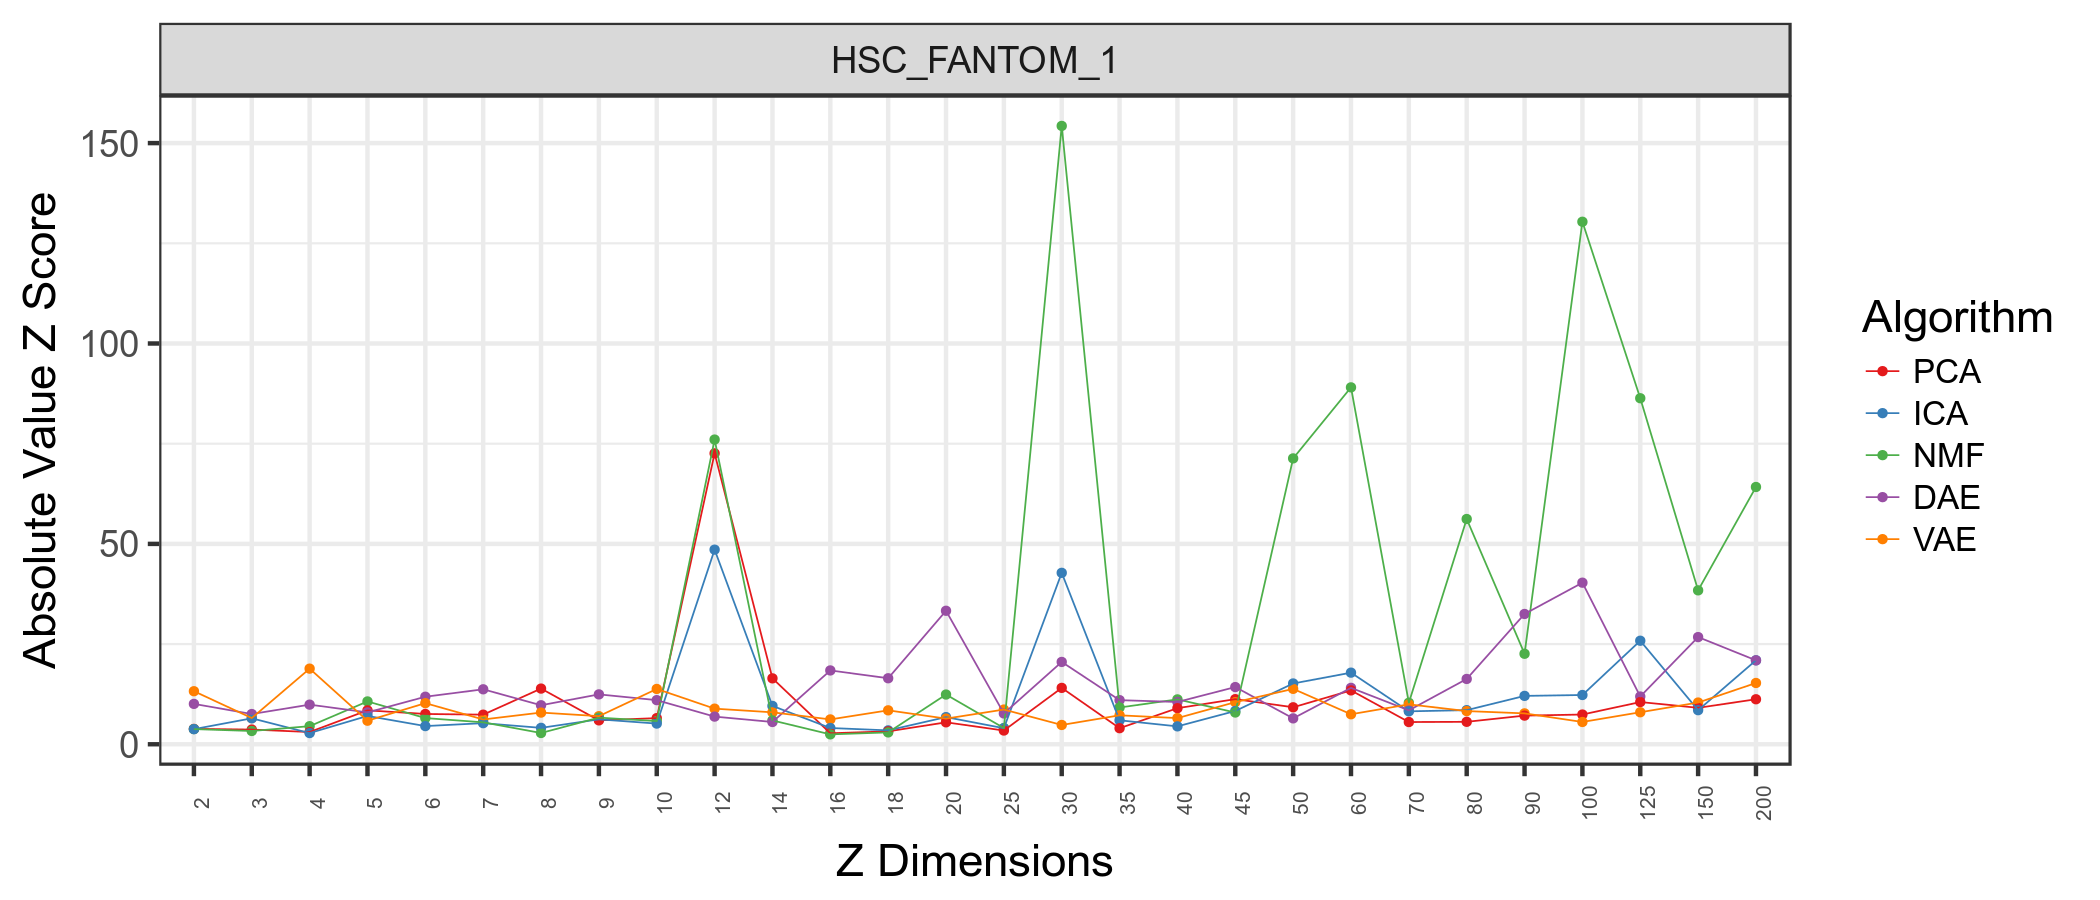 HSC_FANTOM_1
Absolute Value Z Score
150
100
50
0
2 3 4 5 6 7 8 9 10 12 14 16 18 20 25 30 35 40 45 50 60 70 80 90 100 125 150 200
Z Dimensions
Algorithm
PCA
ICA
NMF
DAE
VAE